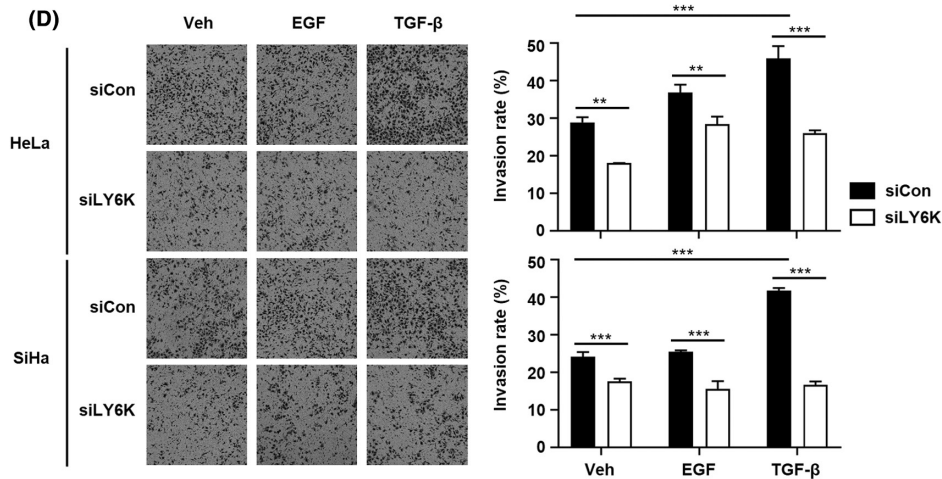 (D)
Veh EGF TGF-β
HeLa
siCon
siLY6K
SiHa
siCon
siLY6K
Invasion rate (%)
50
40
30
20
10
0
**
**
***
***
Invasion rate (%)
50
40
30
20
10
0
***
***
***
***
Veh EGF TGF-β
siCon
siLY6K